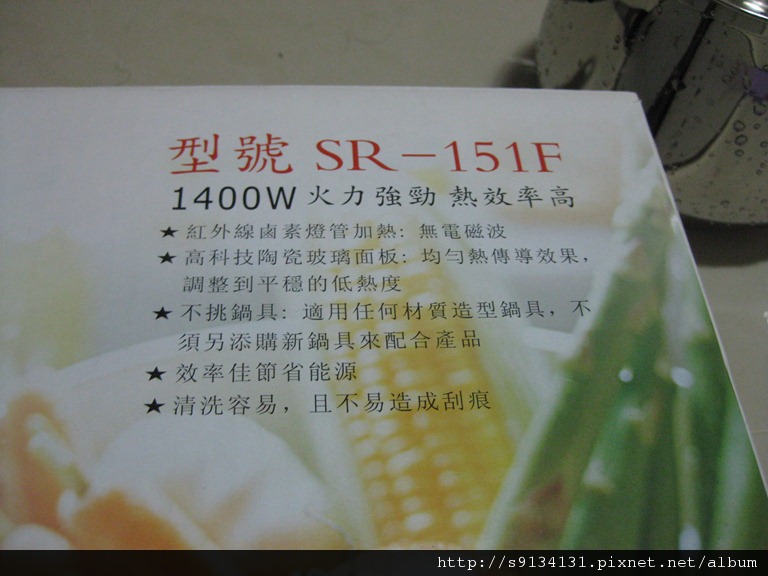 型號 SR-151F
1400W 火力強勁 熱效率高
★ 紅外線鹵素燈管加熱: 無電磁波
★ 高科技陶瓷玻璃面板: 均勻熱傳導效果,
調整到平穩的低熱度
★ 不挑鍋具: 適用任何材質造型鍋具, 不
須另添購新鍋具來配合產品
★ 效率佳節省能源
★ 清洗容易, 且不易造成刮痕
http://s9134131.pixnet.net/album